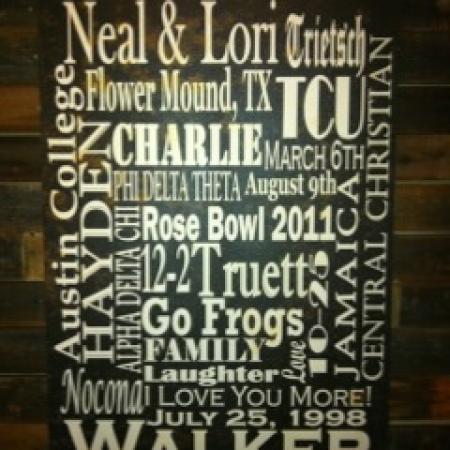 Neal & Lori Trietsch
Flower Mound, TX
TCU
Austin College
HAYDEN
CHARLIE
MARCH 6TH
CENTRAL CHRISTIAN
PHI DELTA THETA
August 9th
ALPHA DELTA CHI
Rose Bowl 2011
JAMAICA
12-2
Truett
10-25
Go Frogs
FAMILY
Love
Laughter
Nocona
I LOVE YOU MORE!
JULY 25, 1998
WALKER